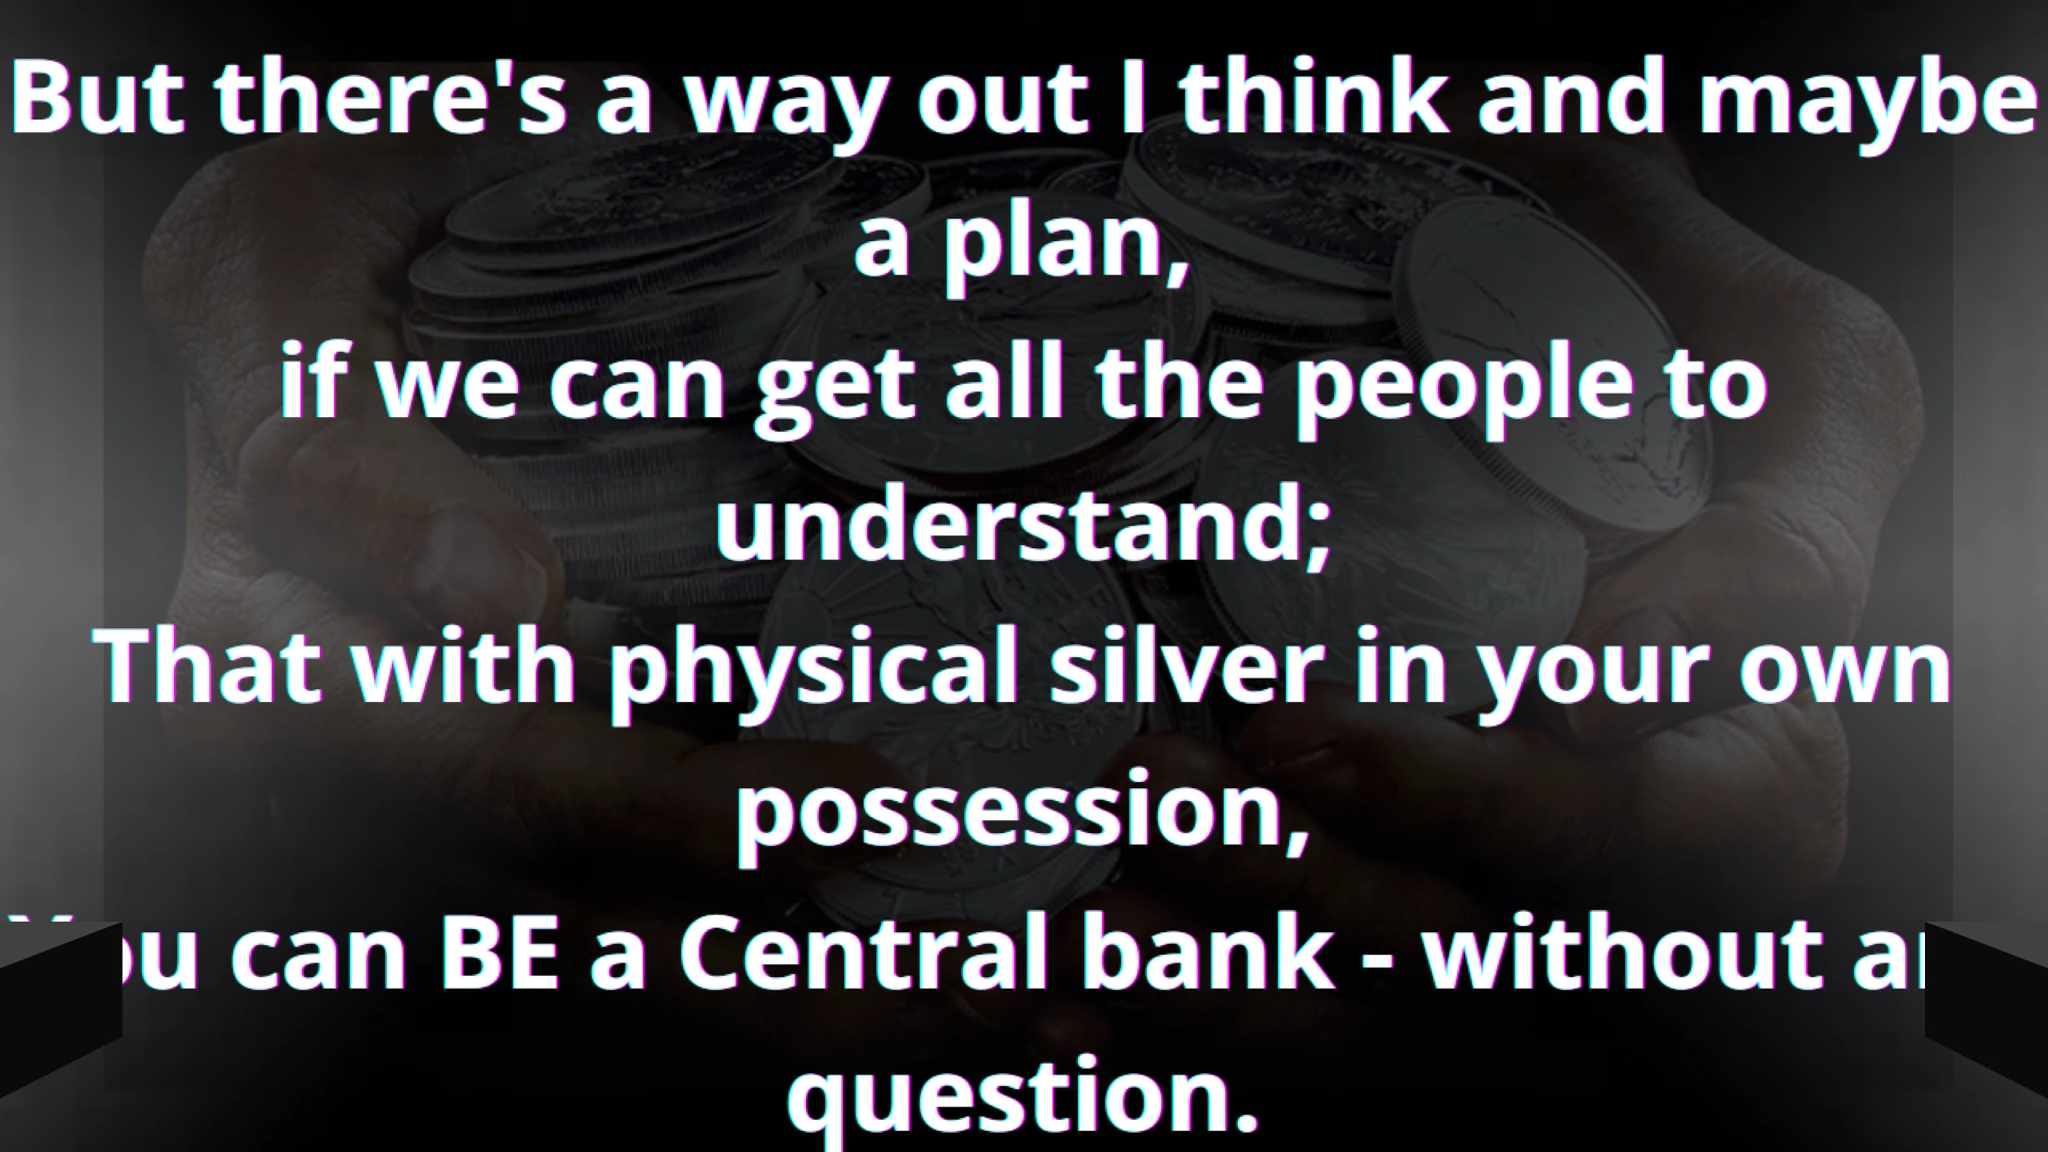 But there's a way out I think and maybe
a plan,
if we can get all the people to
understand;
That with physical silver in your own
possession,
You can BE a Central bank - without
question.